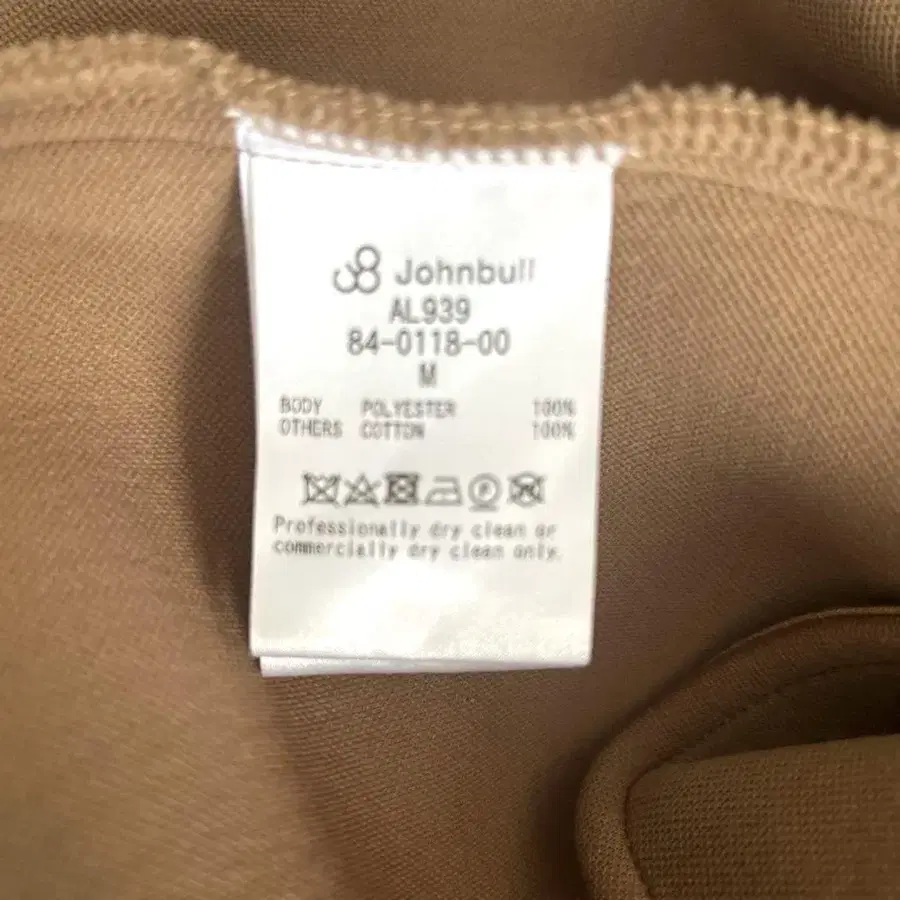 Johnbull
AL939
84-0118-00
M
BODY POLYESTER 100%
OTHERS COTTON 100%
P
Professionally dry clean or
commercially dry clean only.